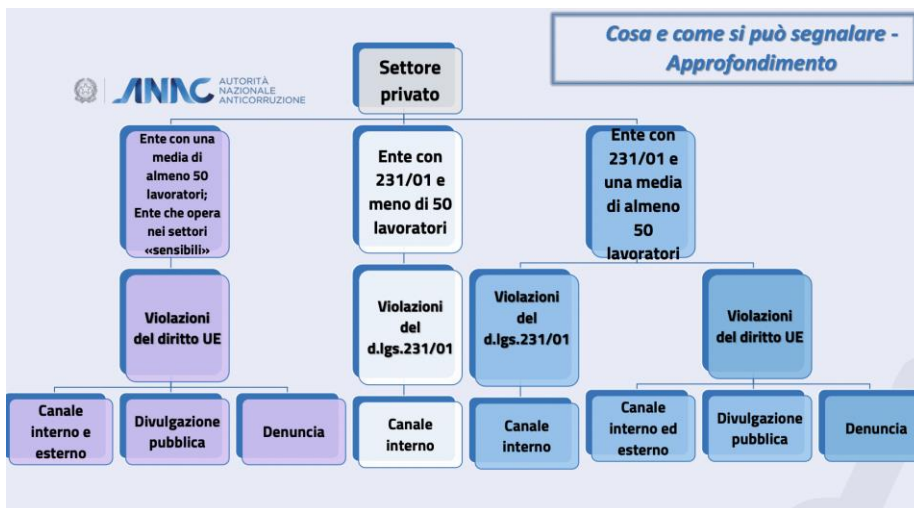 Cosa e come si può segnalare -
Approfondimento
ANAC
AUTORITÀ
NAZIONALE
ANTICORRUZIONE
Settore
privato
Ente con una
media di
almeno 50
lavoratori;
Ente che opera
nei settori
«sensibili»
Ente con
231/01 e
meno di 50
lavoratori
Ente con
231/01 e
una media
di almeno
50
lavoratori
Violazioni
del diritto UE
Violazioni
del
d.lgs.231/01
Violazioni
del
d.lgs.231/01
Violazioni
del diritto UE
Canale
interno e
esterno
Divulgazione
pubblica
Denuncia
Canale
interno
Canale
interno
Canale
interno ed
esterno
Divulgazione
pubblica
Denuncia